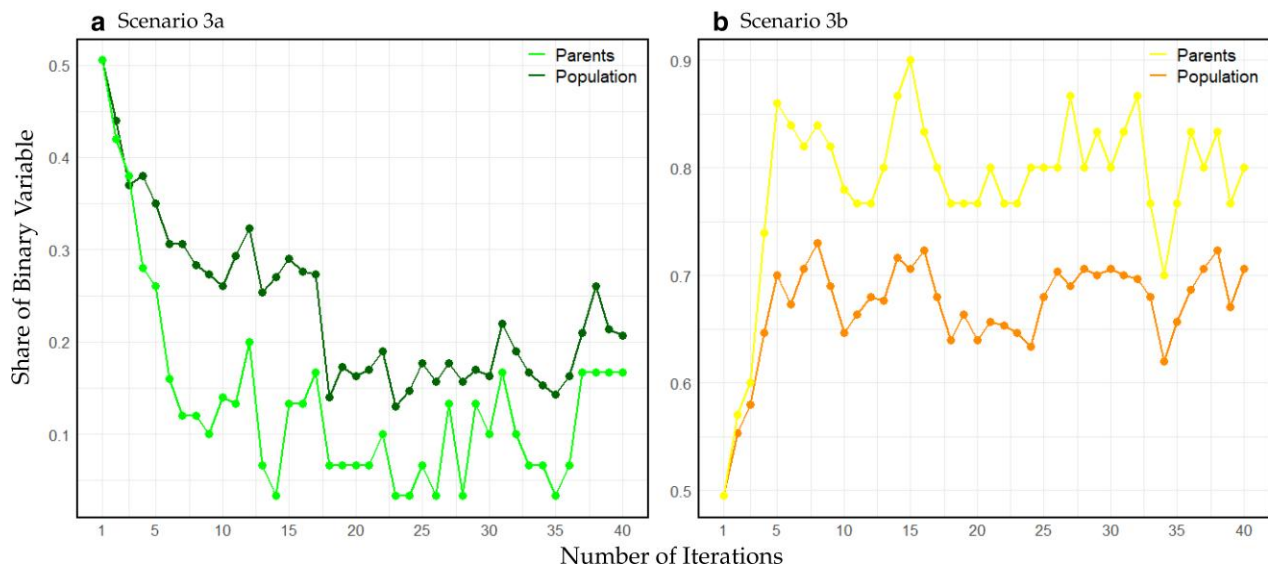 a Scenario 3a
b Scenario 3b
Parents
Population
Parents
Population
Share of Binary Variable
0.5
0.4
0.3
0.2
0.1
0.9
0.8
0.7
0.6
0.5
1 5 10 15 20 25 30 35 40
1 5 10 15 20 25 30 35 40
Number of Iterations